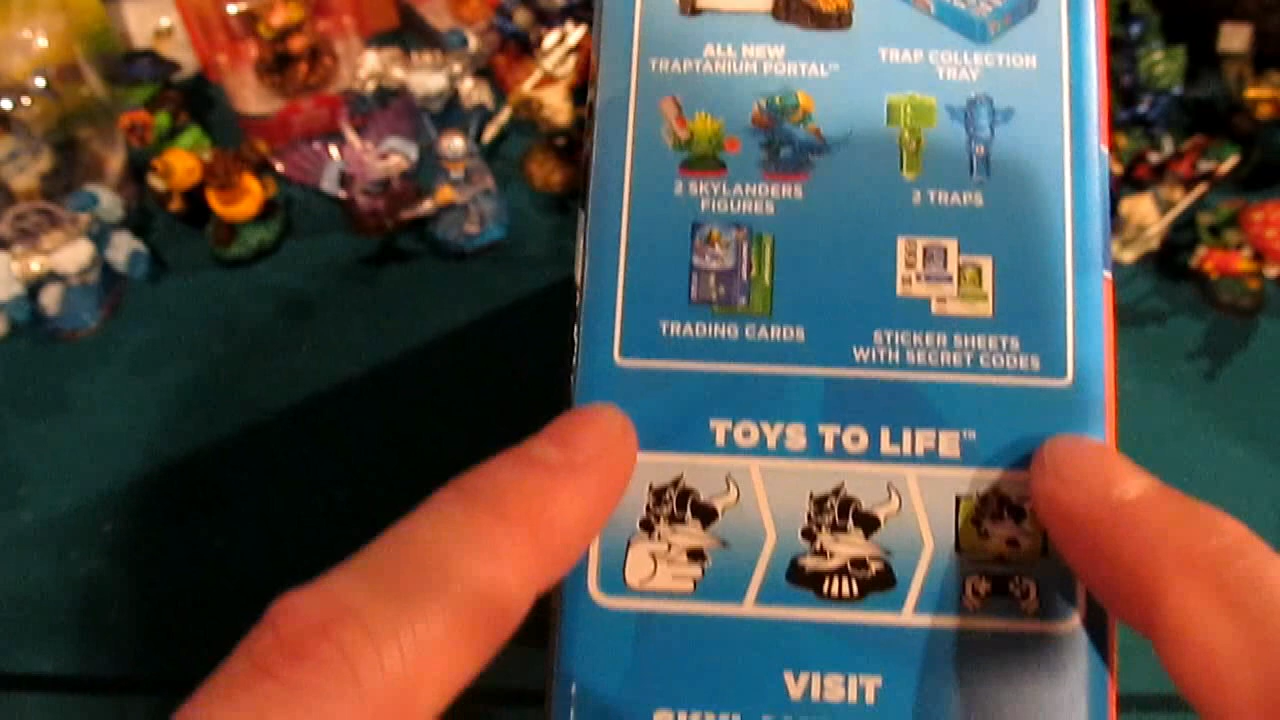 ALL NEW
TRAPTANIUM PORTAL™
TRAP COLLECTION
TRAY
2 SKYLANDERS
FIGURES
2 TRAPS
TRADING CARDS
STICKER SHEETS
WITH SECRET CODES
TOYS TO LIFE™
VISIT